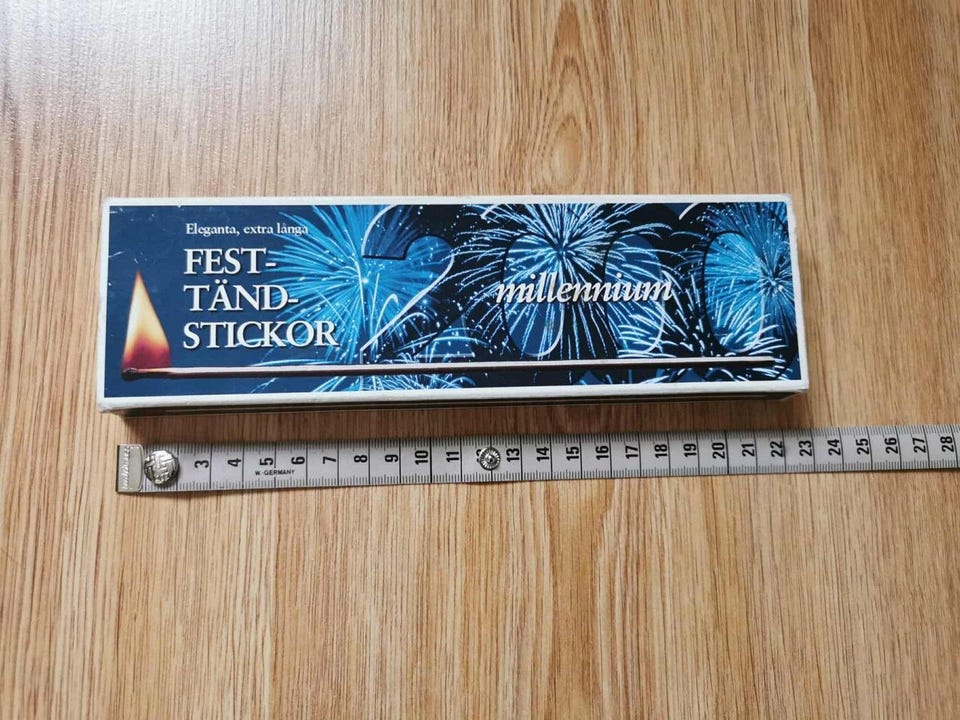 Eleganta, extra långa
FEST-
TÄND-
STICKOR
2000
millennium
3 4 5 6 7 8 9 10 11 13 14 15 16 17 18 19 20 21 22 23 24 25 26 27 28
W-GERMANY